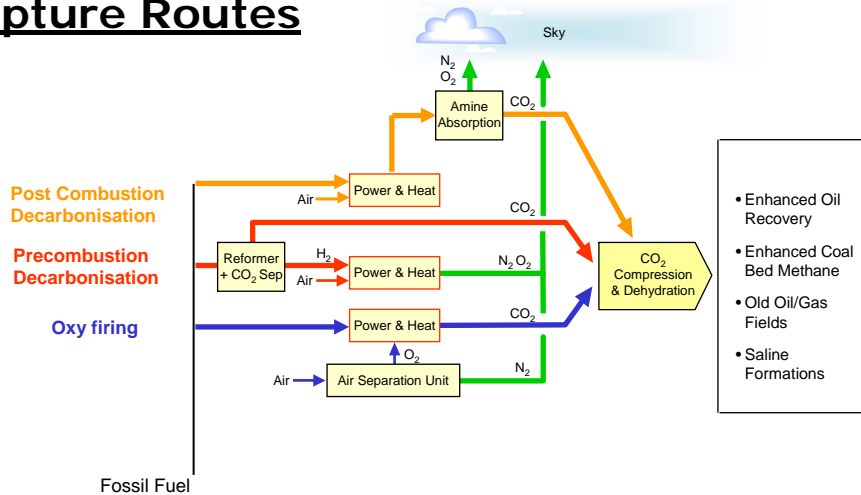 pture Routes
Sky
N2
O2
CO2
Amine
Absorption
Post Combustion
Decarbonisation
Air
Power & Heat
CO2
Precombustion
Decarbonisation
Reformer
+ CO2 Sep
H2
Air
Power & Heat
N2 O2
CO2
Compression
& Dehydration
Oxy firing
Power & Heat
CO2
O2
Air
Air Separation Unit
N2
• Enhanced Oil
Recovery
• Enhanced Coal
Bed Methane
• Old Oil/Gas
Fields
• Saline
Formations
Fossil Fuel